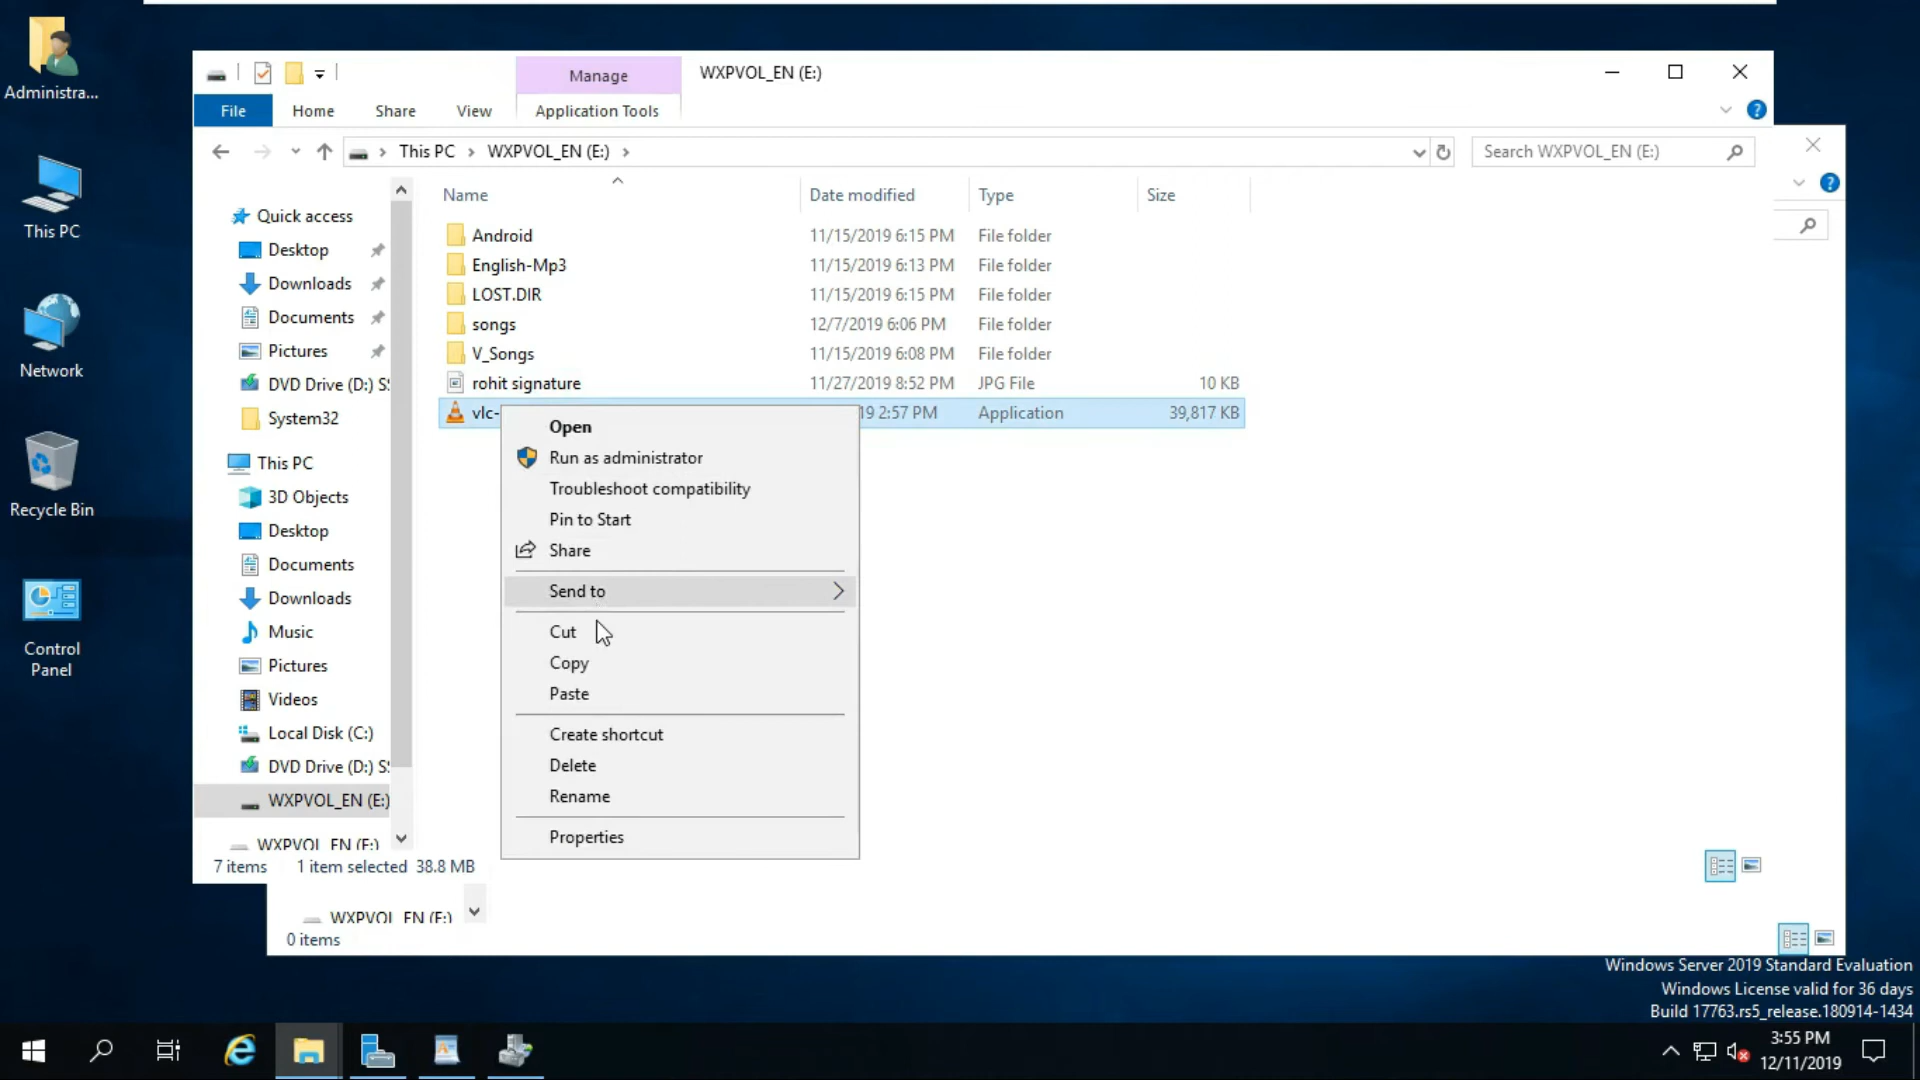 Administra...
This PC
Network
Recycle Bin
Control
Panel
Manage
WXPVOL_EN (E:)
File
Home
Share
View
Application Tools
This PC
WXPVOL_EN (E:)
Search WXPVOL_EN (E:)
Name
Date modified
Type
Size
Quick access
Desktop
Downloads
Documents
Pictures
DVD Drive (D:) S
System32
This PC
3D Objects
Desktop
Documents
Downloads
Music
Pictures
Videos
Local Disk (C:)
DVD Drive (D:) S
WXPVOL_EN (E:)
WXPVOL_EN (E:)
Android 11/15/2019 6:15 PM File folder
English-Mp3 11/15/2019 6:13 PM File folder
LOST.DIR 11/15/2019 6:15 PM File folder
songs 12/7/2019 6:06 PM File folder
V_Songs 11/15/2019 6:08 PM File folder
rohit signature 11/27/2019 8:52 PM JPG File 10 KB
vlc- 19 2:57 PM Application 39,817 KB
Open
Run as administrator
Troubleshoot compatibility
Pin to Start
Share
Send to
Cut
Copy
Paste
Create shortcut
Delete
Rename
Properties
7 items 1 item selected 38.8 MB
WXPVOL_EN (E:)
0 items
Windows Server 2019 Standard Evaluation
Windows License valid for 36 days
Build 17763.rs5_release.180914-1434
3:55 PM
12/11/2019